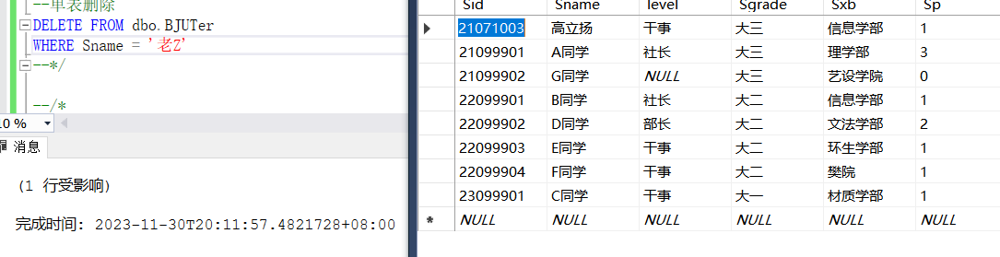 --单表删除
DELETE FROM dbo.BJUTer
WHERE Sname = '老Z'
--*/
--/*
10 %
消息
(1 行受影响)
完成时间: 2023-11-30T20:11:57.4821728+08:00
Sid Sname level Sgrade Sxb Sp
21071003 高立扬 干事 大三 信息学部 1
21099901 A同学 社长 大三 理学部 3
21099902 G同学 NULL 大三 艺设学院 0
22099901 B同学 社长 大二 信息学部 1
22099902 D同学 部长 大二 文法学部 2
22099903 E同学 干事 大二 环生学部 1
22099904 F同学 干事 大二 樊院 1
23099901 C同学 干事 大一 材质学部 1
NULL NULL NULL NULL NULL NULL